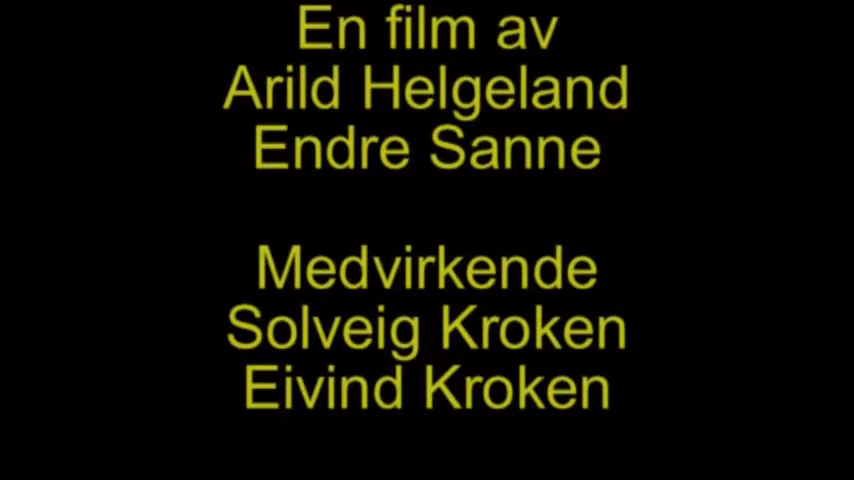 En film av
Arild Helgeland
Endre Sanne
Medvirkende
Solveig Kroken
Eivind Kroken